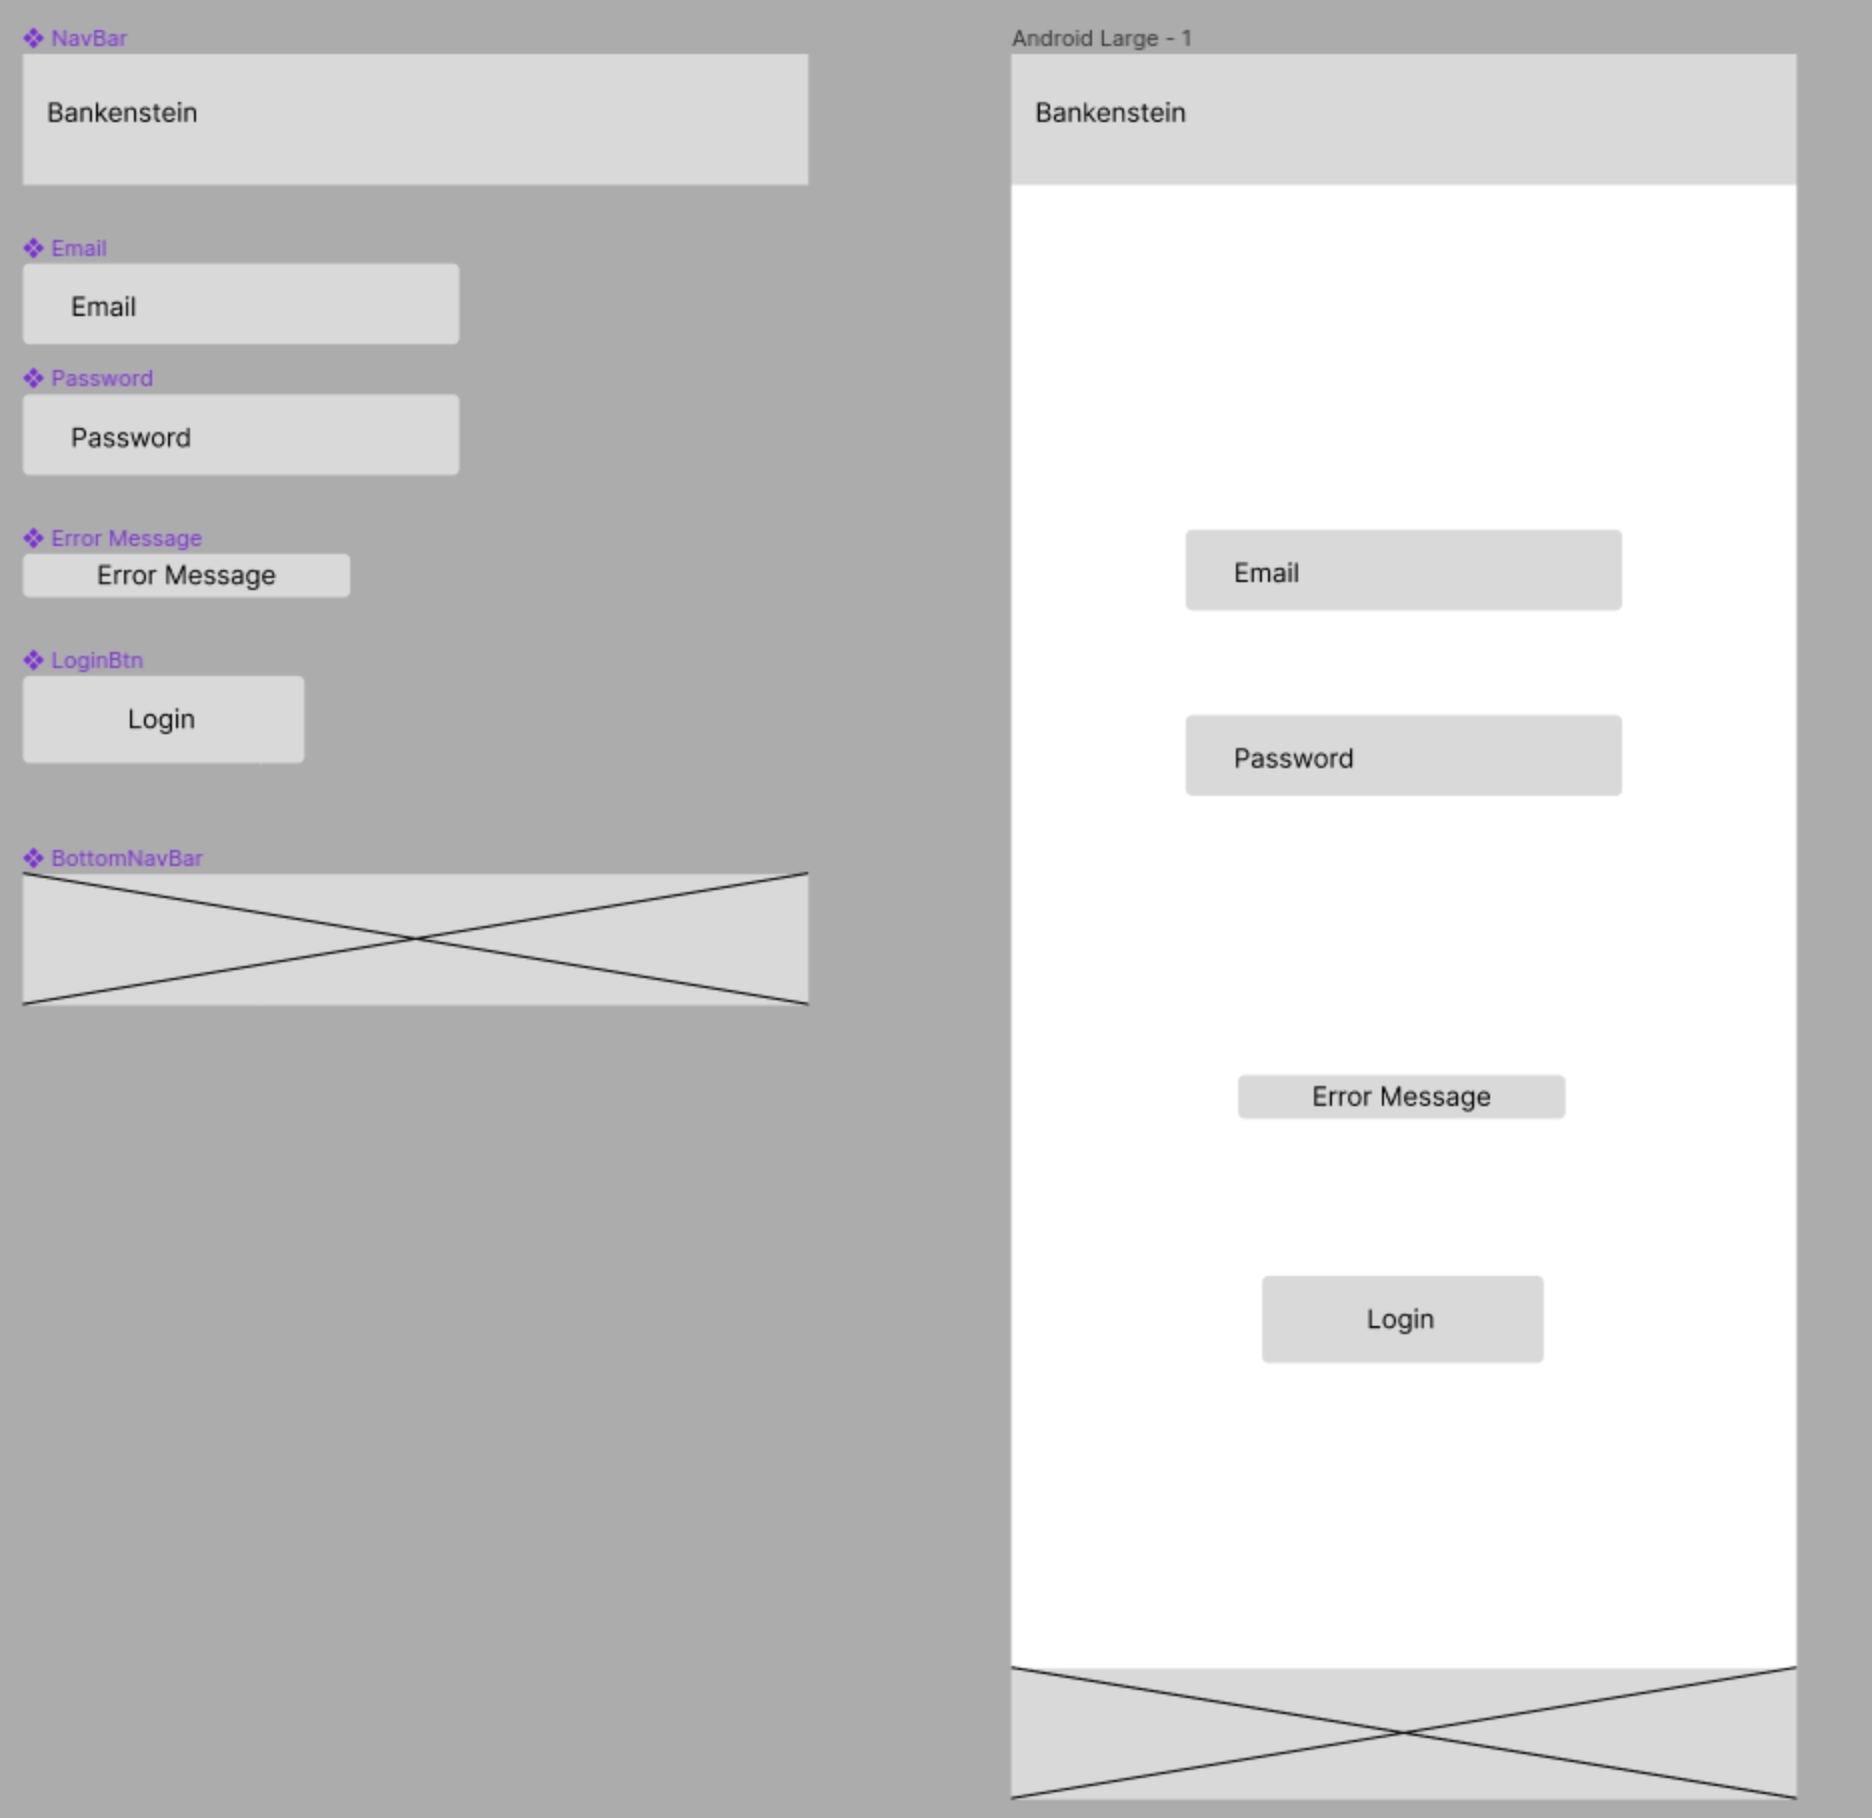 NavBar
Bankenstein
Email
Email
Password
Password
Error Message
Error Message
LoginBtn
Login
BottomNavBar
Android Large - 1
Bankenstein
Email
Password
Error Message
Login